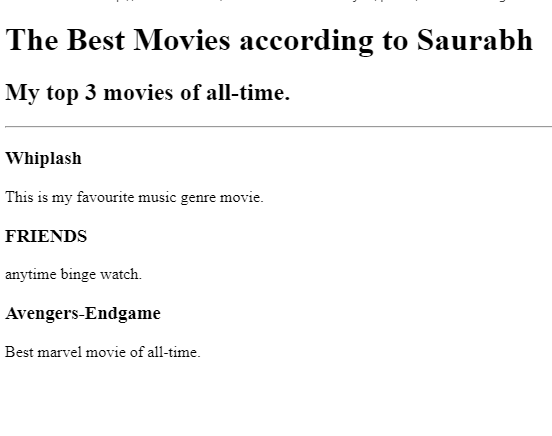 The Best Movies according to Saurabh
My top 3 movies of all-time.
Whiplash
This is my favourite music genre movie.
FRIENDS
anytime binge watch.
Avengers-Endgame
Best marvel movie of all-time.